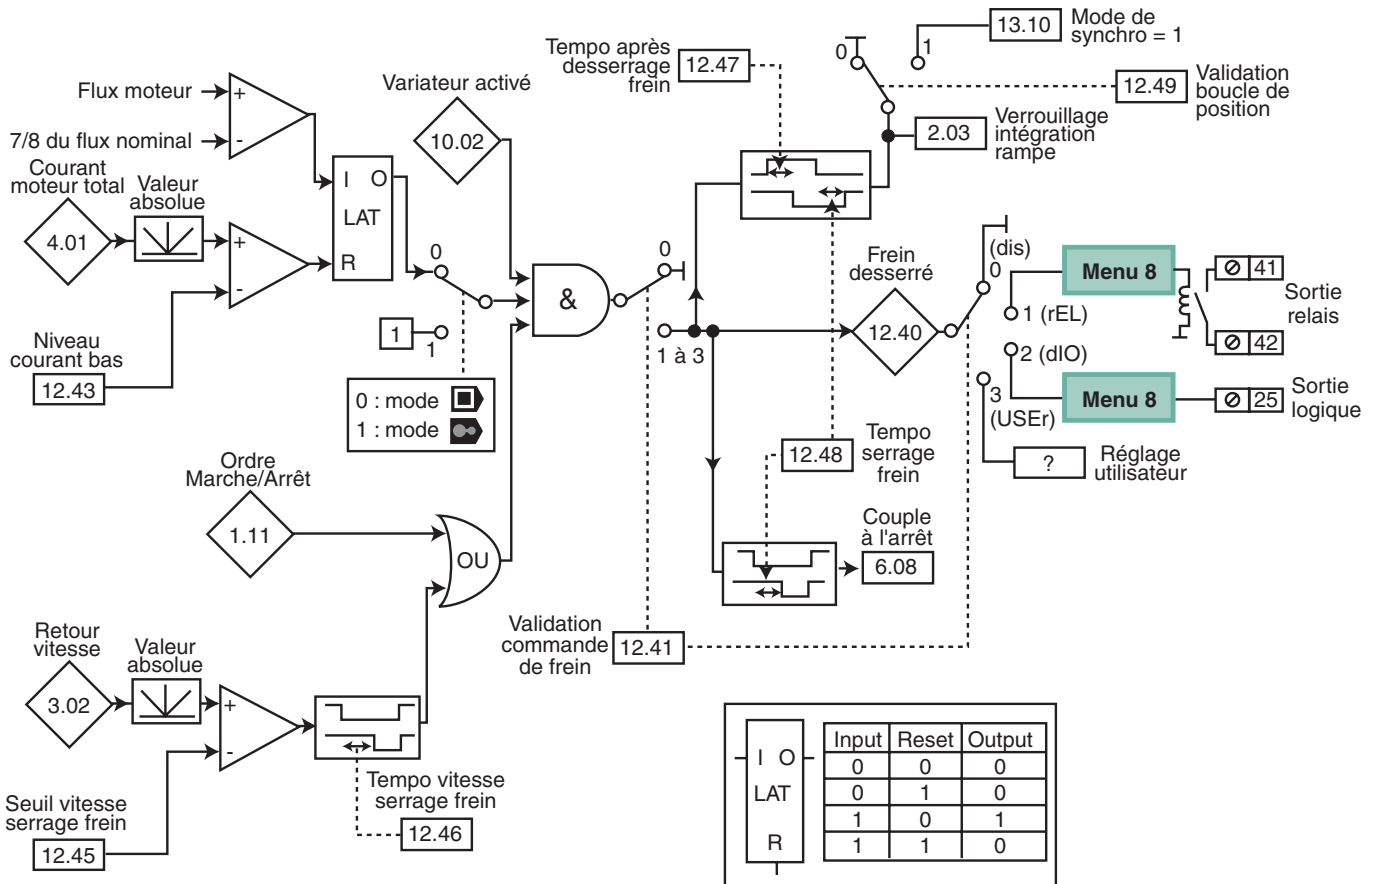 Flux moteur
+
7/8 du flux nominal
-
Courant
moteur total
4.01
Valeur
absolue
+
-
I O
LAT
R
Niveau
courant bas
12.43
Variateur activé
10.02
0
1
1
0 : mode
1 : mode
&
Ordre
Marche/Arrêt
1.11
OU
Retour
vitesse
3.02
Valeur
absolue
+
-
Seuil vitesse
serrage frein
12.45
Tempo vitesse
serrage frein
12.46
Tempo après
desserrage
frein
12.47
0
1
13.10
Mode de
synchro = 1
12.49
Validation
boucle de
position
2.03
Verrouillage
intégration
rampe
0
1 à 3
Frein
desserré
12.40
(dis)
0
1 (rEL)
2 (dIO)
3
(USEr)
Menu 8
41
Sortie
relais
42
Menu 8
25
Sortie
logique
?
Réglage
utilisateur
12.48
Tempo
serrage
frein
Couple
à l'arrêt
6.08
Validation
commande
de frein
12.41
I O
LAT
R
Input Reset Output
0 0 0
0 1 0
1 0 1
1 1 0